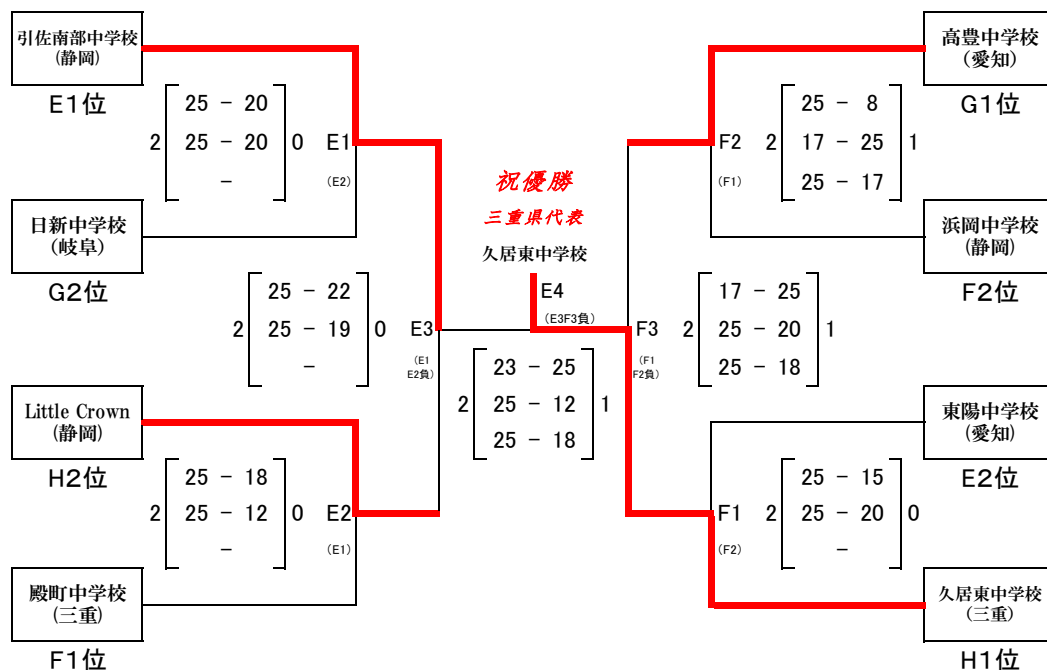 引佐南部中学校
(静岡)
E1位
25 - 20
2 25 - 20 0 E1
-
(E2)
日新中学校
(岐阜)
G2位
25 - 22
2 25 - 19 0 E3
-
(E1
E2負)
Little Crown
(静岡)
H2位
25 - 18
2 25 - 12 0 E2
-
(E1)
殿町中学校
(三重)
F1位
祝優勝
三重県代表
久居東中学校
E4
(E3F3負)
23 - 25
2 25 - 12 1
25 - 18
高豊中学校
(愛知)
G1位
25 - 8
F2 2 17 - 25 1
25 - 17
(F1)
浜岡中学校
(静岡)
F2位
17 - 25
F3 2 25 - 20 1
25 - 18
(F1
F2負)
東陽中学校
(愛知)
E2位
25 - 15
F1 2 25 - 20 0
-
(F2)
久居東中学校
(三重)
H1位